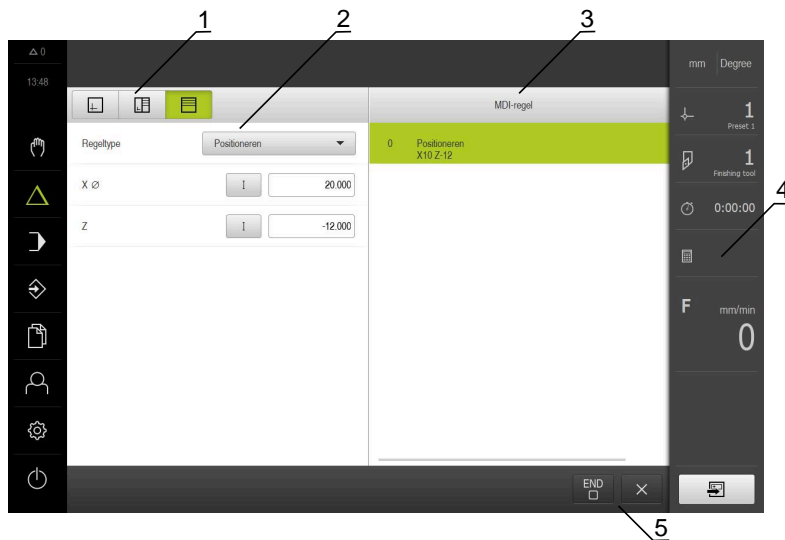 1
2
3
0
13:48
mm
Degree
MDI-regel
1
Preset 1
Regeltype
Positioneren
0
Positioneren
X10 Z-12
1
Finishing tool
X Ø
I
20.000
4
0:00:00
Z
I
-12.000
F
mm/min
0
END
5